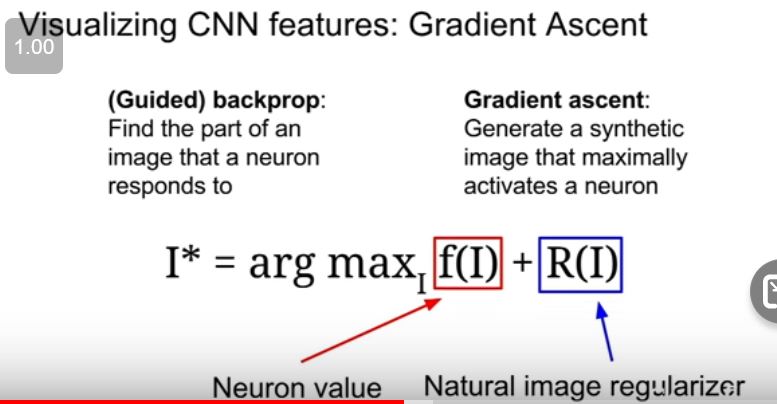 Visualizing CNN features: Gradient Ascent
1.00
(Guided) backprop:
Find the part of an
image that a neuron
responds to
Gradient ascent:
Generate a synthetic
image that maximally
activates a neuron
I* = arg max_I f(I) + R(I)
Neuron value
Natural image regularizer